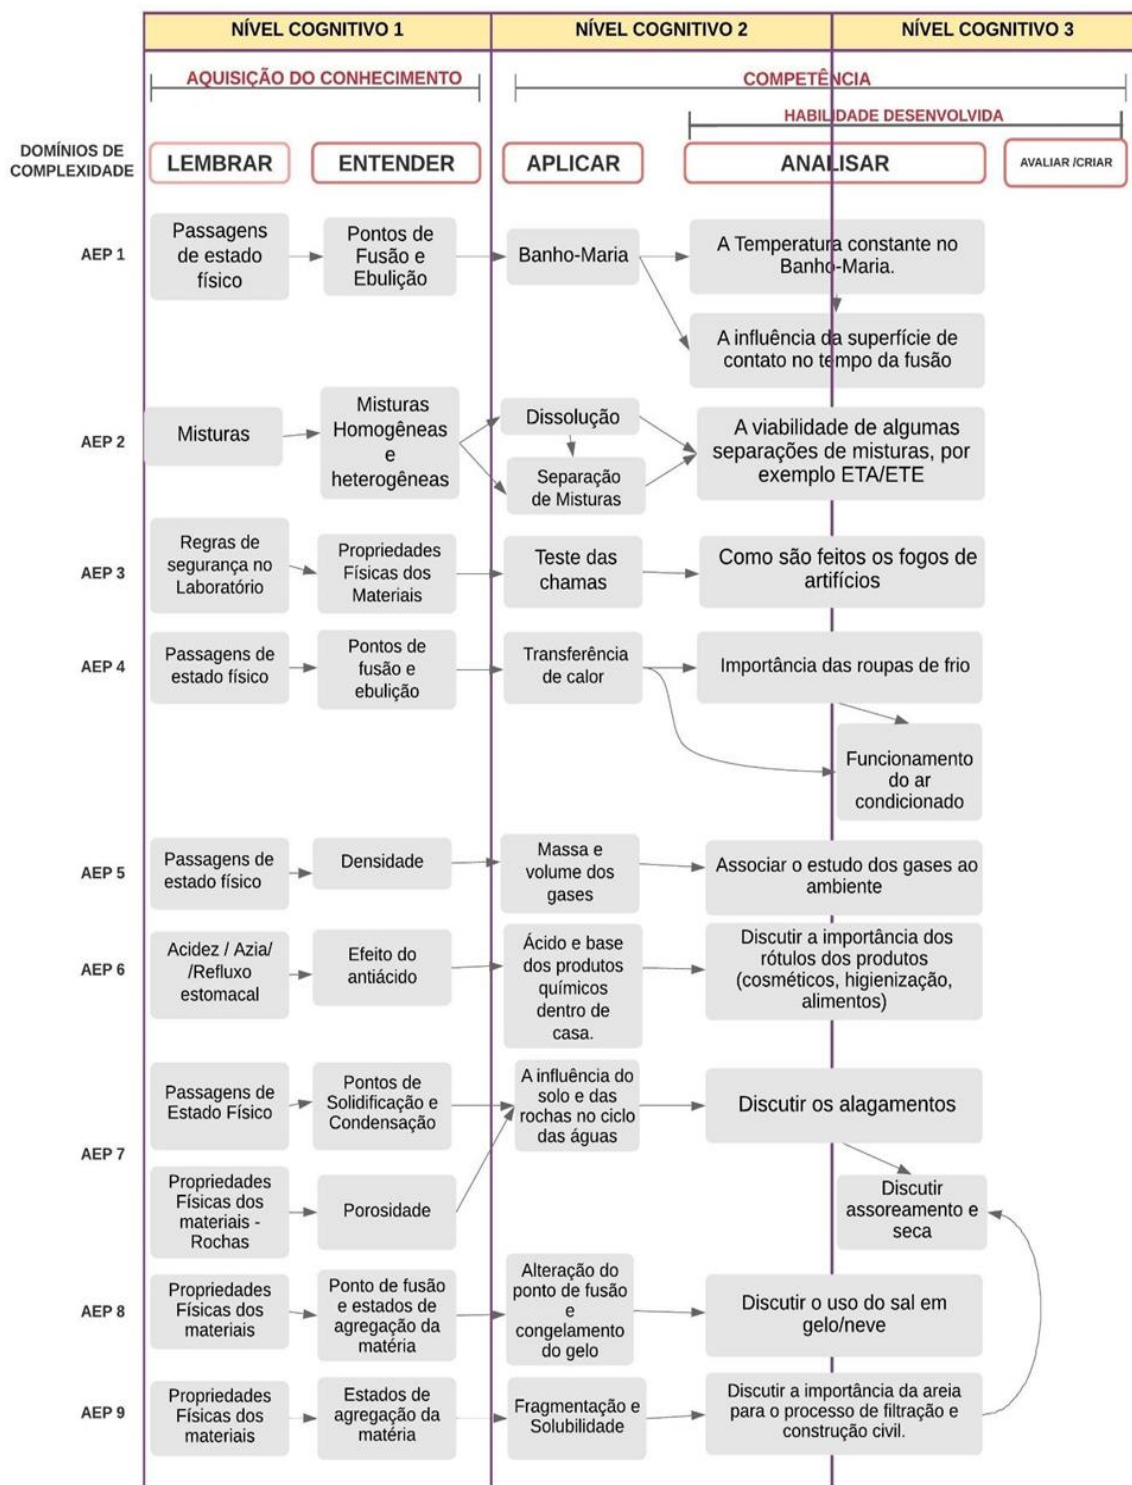 NÍVEL COGNITIVO 1
NÍVEL COGNITIVO 2
NÍVEL COGNITIVO 3
AQUISIÇÃO DO CONHECIMENTO
COMPETÊNCIA
HABILIDADE DESENVOLVIDA
DOMÍNIOS DE
COMPLEXIDADE
LEMBRAR
ENTENDER
APLICAR
ANALISAR
AVALIAR /CRIAR
AEP 1
Passagens
de estado
físico
Pontos de
Fusão e
Ebulição
Banho-Maria
A Temperatura constante no
Banho-Maria.
A influência da superfície de
contato no tempo da fusão
AEP 2
Misturas
Misturas
Homogêneas
e
heterogêneas
Dissolução
Separação
de Misturas
A viabilidade de algumas
separações de misturas, por
exemplo ETA/ETE
AEP 3
Regras de
segurança no
Laboratório
Propriedades
Físicas dos
Materiais
Teste das
chamas
Como são feitos os fogos de
artifícios
AEP 4
Passagens de
estado físico
Pontos de
fusão e
ebulição
Transferência
de calor
Importância das roupas de frio
Funcionamento
do ar
condicionado
AEP 5
Passagens de
estado físico
Densidade
Massa e
volume dos
gases
Associar o estudo dos gases ao
ambiente
AEP 6
Acidez / Azia/
/Refluxo
estomacal
Efeito do
antiácido
Ácido e base
dos produtos
químicos
dentro de
casa.
Discutir a importância dos
rótulos dos produtos
(cosméticos, higienização,
alimentos)
AEP 7
Passagens de
Estado Físico
Pontos de
Solidificação e
Condensação
A influência do
solo e das
rochas no ciclo
das águas
Discutir os alagamentos
Propriedades
Físicas dos
materiais -
Rochas
Porosidade
Discutir
assoreamento e
seca
AEP 8
Propriedades
Físicas dos
materiais
Ponto de fusão
e estados de
agregação da
matéria
Alteração do
ponto de fusão
e
congelamento
do gelo
Discutir o uso do sal em
gelo/neve
AEP 9
Propriedades
Físicas dos
materiais
Estados de
agregação da
matéria
Fragmentação e
Solubilidade
Discutir a importância da areia
para o processo de filtração e
construção civil.